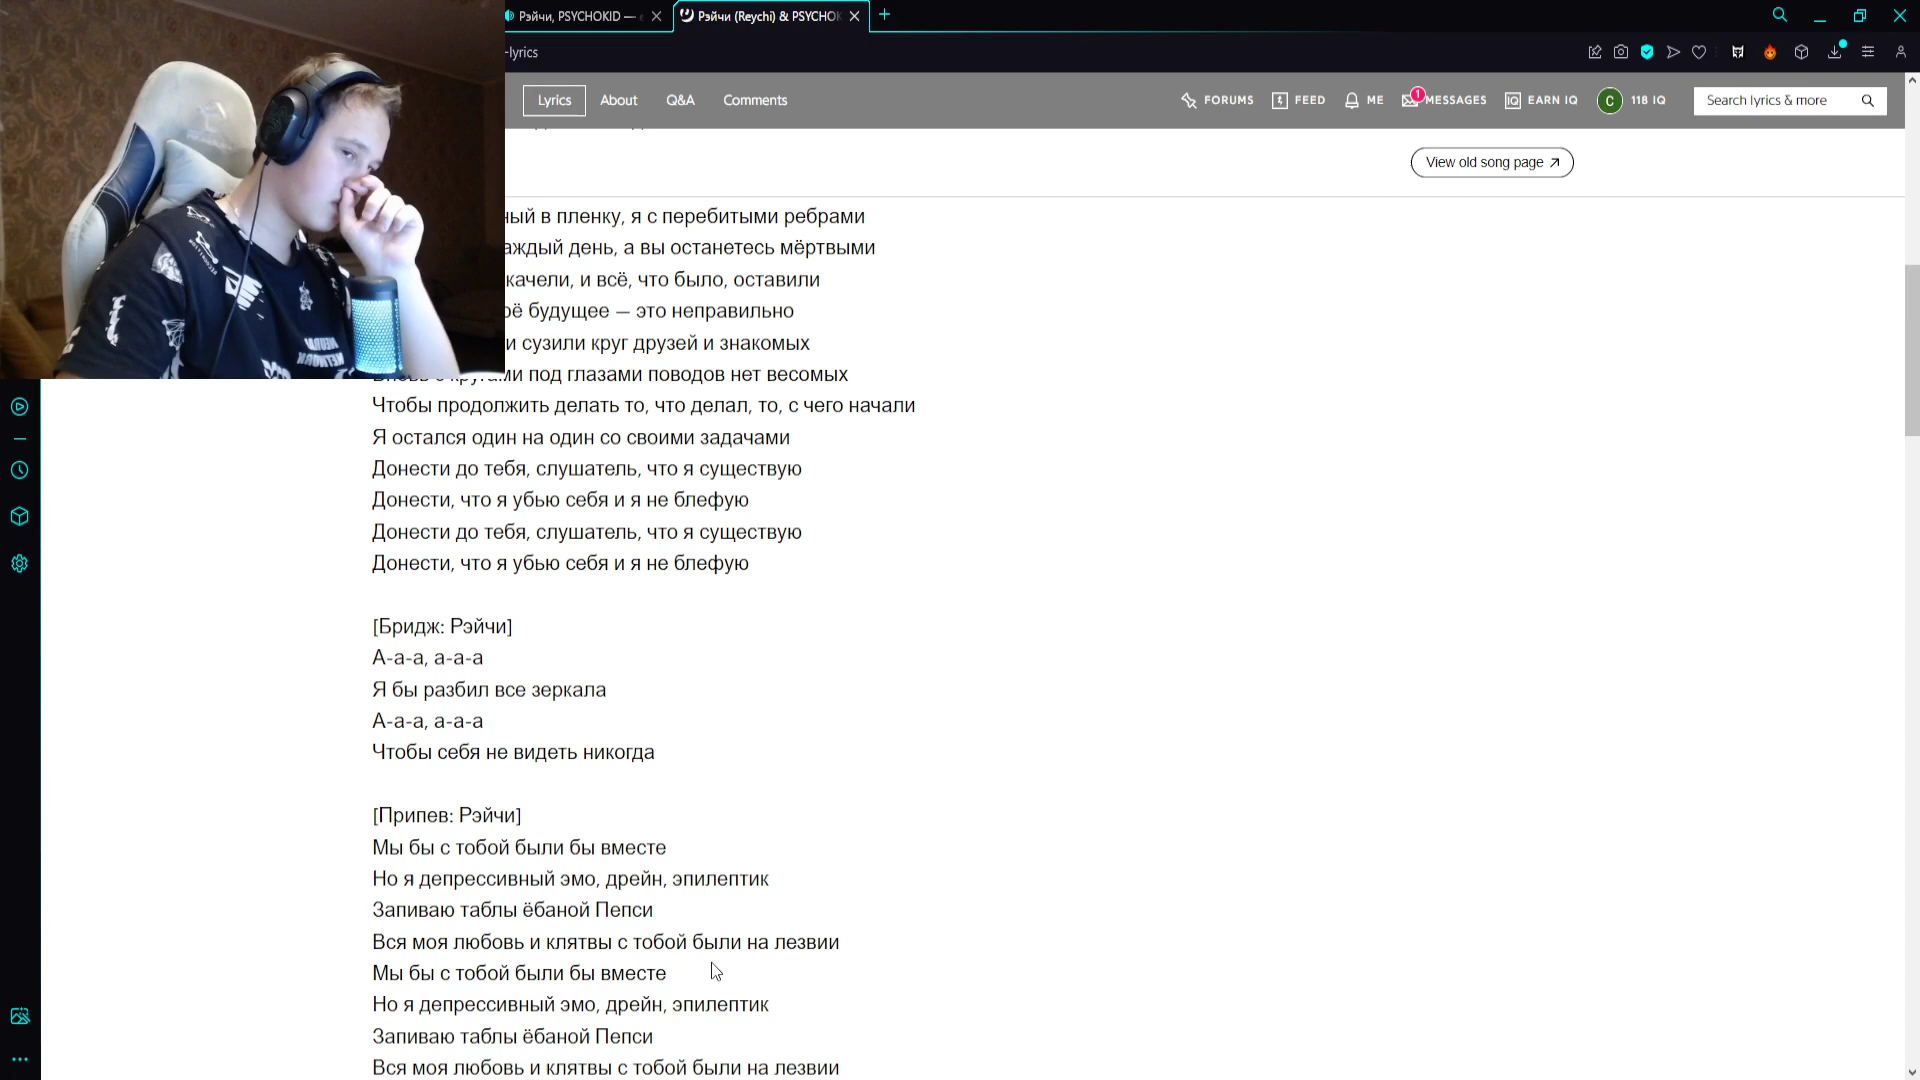 Рэйчи, PSYCHOKID —
Рэйчи (Reychi) & PSYCHOK
-lyrics
Lyrics
About
Q&A
Comments
FORUMS
FEED
ME
1
MESSAGES
EARN IQ
C
118 IQ
Search lyrics & more
View old song page
ный в пленку, я с перебитыми ребрами
аждый день, а вы останетесь мёртвыми
качели, и всё, что было, оставили
оё будущее — это неправильно
и сузили круг друзей и знакомых
Вновь с кругами под глазами поводов нет весомых
Чтобы продолжить делать то, что делал, то, с чего начали
Я остался один на один со своими задачами
Донести до тебя, слушатель, что я существую
Донести, что я убью себя и я не блефую
Донести до тебя, слушатель, что я существую
Донести, что я убью себя и я не блефую
[Бридж: Рэйчи]
А-а-а, а-а-а
Я бы разбил все зеркала
А-а-а, а-а-а
Чтобы себя не видеть никогда
[Припев: Рэйчи]
Мы бы с тобой были бы вместе
Но я депрессивный эмо, дрейн, эпилептик
Запиваю таблы ёбаной Пепси
Вся моя любовь и клятвы с тобой были на лезвии
Мы бы с тобой были бы вместе
Но я депрессивный эмо, дрейн, эпилептик
Запиваю таблы ёбаной Пепси
Вся моя любовь и клятвы с тобой были на лезвии